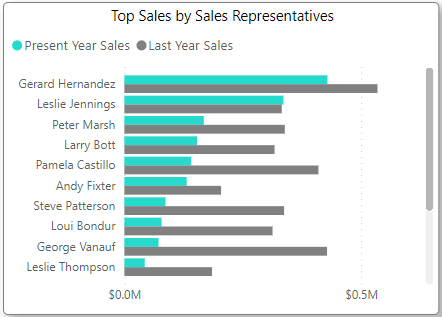 Top Sales by Sales Representatives
Present Year Sales Last Year Sales
Gerard Hernandez
Leslie Jennings
Peter Marsh
Larry Bott
Pamela Castillo
Andy Fixter
Steve Patterson
Loui Bondur
George Vanauf
Leslie Thompson
$0.0M $0.5M